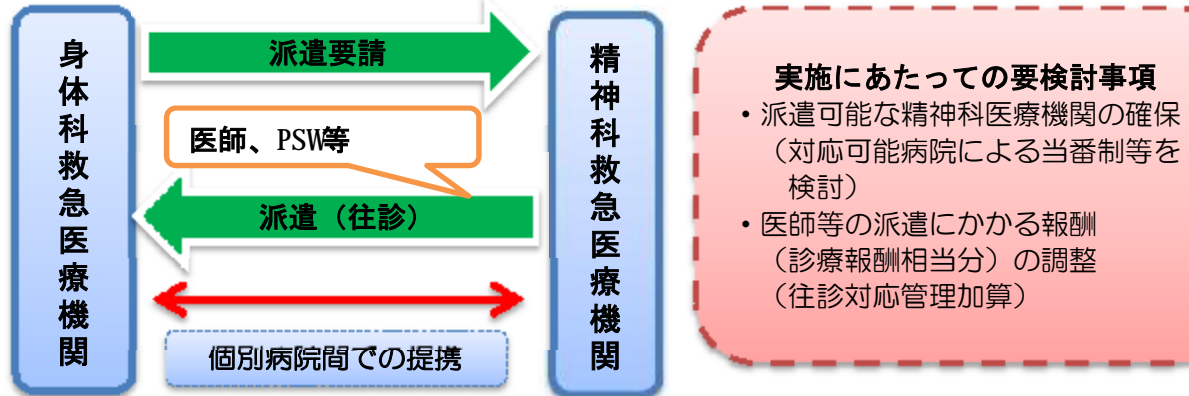 身体科救急医療機関
派遣要請
医師、PSW等
派遣（往診）
個別病院間での提携
精神科救急医療機関
実施にあたっての要検討事項
・派遣可能な精神科医療機関の確保
（対応可能病院による当番制等を
検討）
・医師等の派遣にかかる報酬
（診療報酬相当分）の調整
（往診対応管理加算）